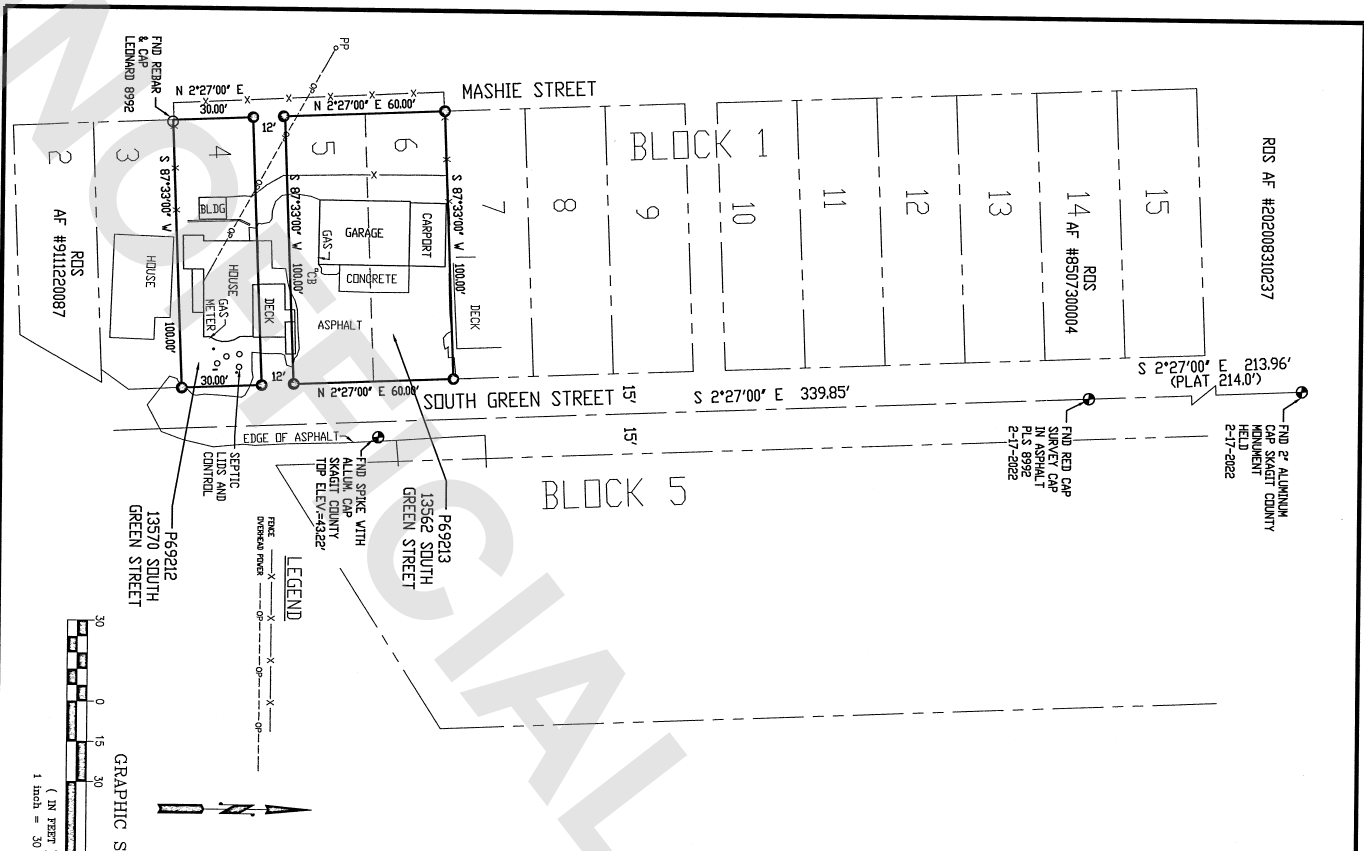 MASHIE STREET
PP
FND REBAR
& CAP
LEONARD 8992
N 2°27'00" E
30.00'
12'
N 2°27'00" E 60.00'
BLOCK 1
2
3
4
5
6
7
8
9
10
11
12
13
14
15
ROS AF #202008310237
ROS
AF #8507300004
ROS
AF #9111220087
S 87°33'00" W
100.00'
S 87°33'00" W 100.00'
S 87°33'00" W 100.00'
BLDG
HOUSE
HOUSE
GAS
METER
DECK
GARAGE
GAS
CARPORT
CONCRETE
CB
ASPHALT
DECK
30.00'
12'
N 2°27'00" E 60.00'
SOUTH GREEN STREET
15'
15'
S 2°27'00" E 339.85'
S 2°27'00" E 213.96'
(PLAT 214.0')
EDGE OF ASPHALT
SEPTIC
LIDS AND
CONTROL
FND SPIKE WITH
ALLUM. CAP
SKAGIT COUNTY
TOP ELEV.=43.22'
FND RED CAP
SURVEY CAP
IN ASPHALT
PLS 8992
2-17-2022
FND 2" ALUMINUM
CAP SKAGIT COUNTY
MONUMENT
HELD
2-17-2022
BLOCK 5
P69213
13562 SOUTH
GREEN STREET
P69212
13570 SOUTH
GREEN STREET
LEGEND
FENCE X X X X
OVERHEAD POWER OP OP OP
N
30 0 15 30
GRAPHIC S
( IN FEET
1 inch = 30
NOFFICIAL